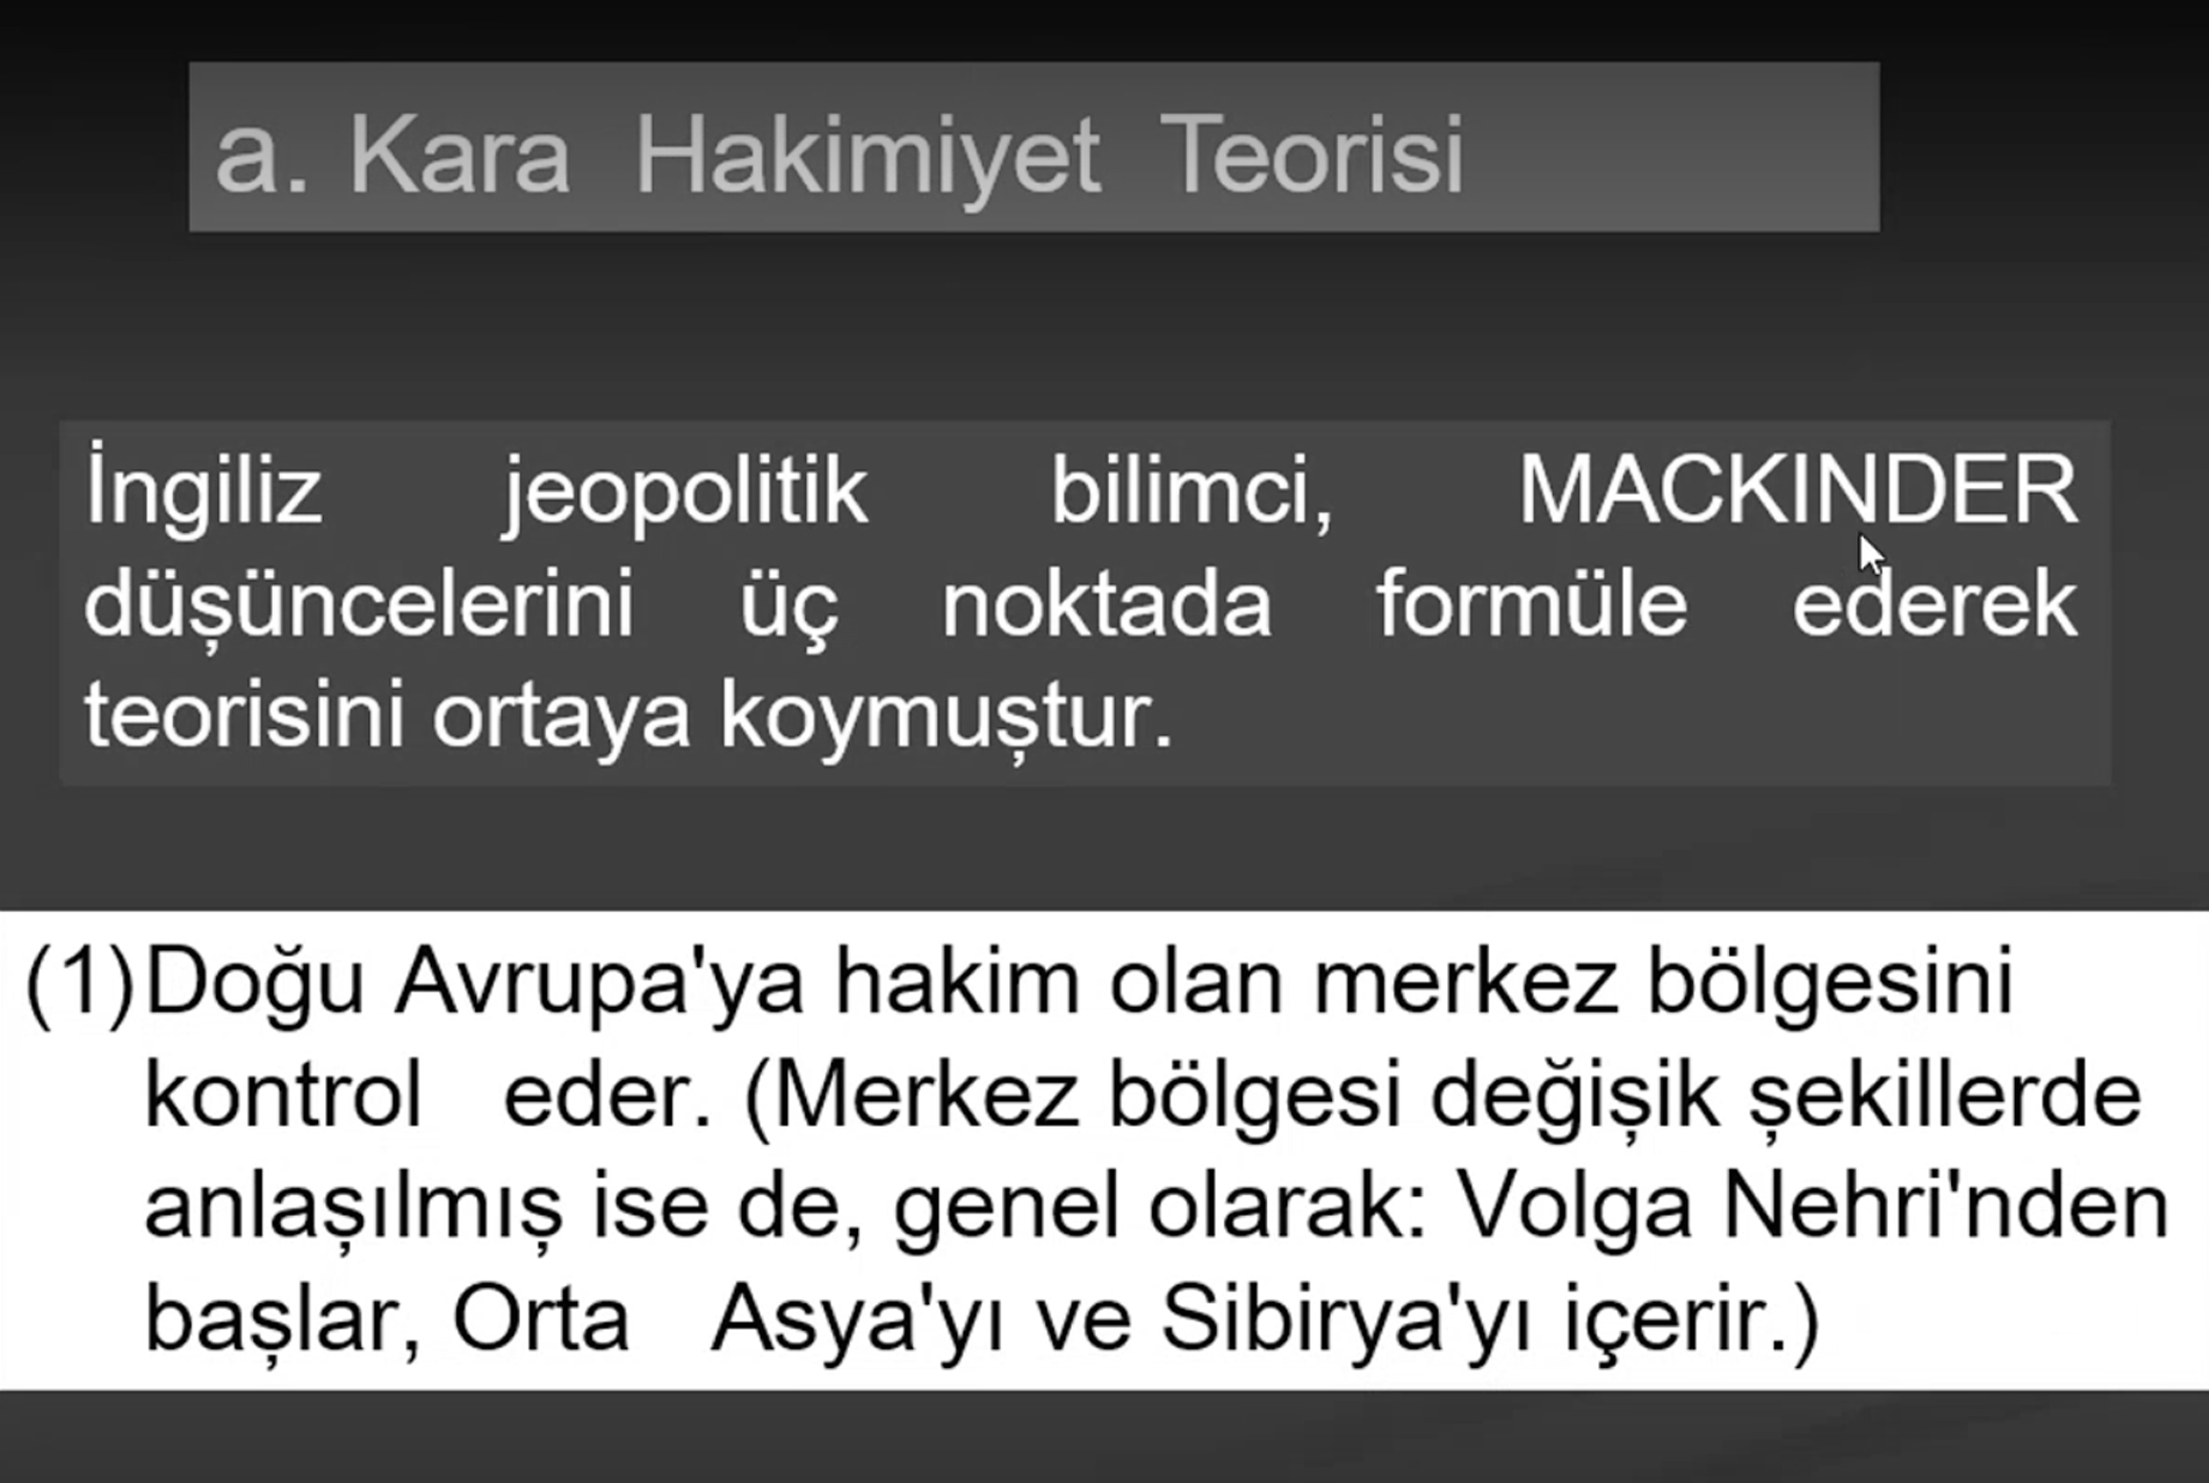 a. Kara Hakimiyet Teorisi
İngiliz jeopolitik bilimci, MACKINDER
düşüncelerini üç noktada formüle ederek
teorisini ortaya koymuştur.
(1)Doğu Avrupa'ya hakim olan merkez bölgesini
kontrol eder. (Merkez bölgesi değişik şekillerde
anlaşılmış ise de, genel olarak: Volga Nehri'nden
başlar, Orta Asya'yı ve Sibirya'yı içerir.)